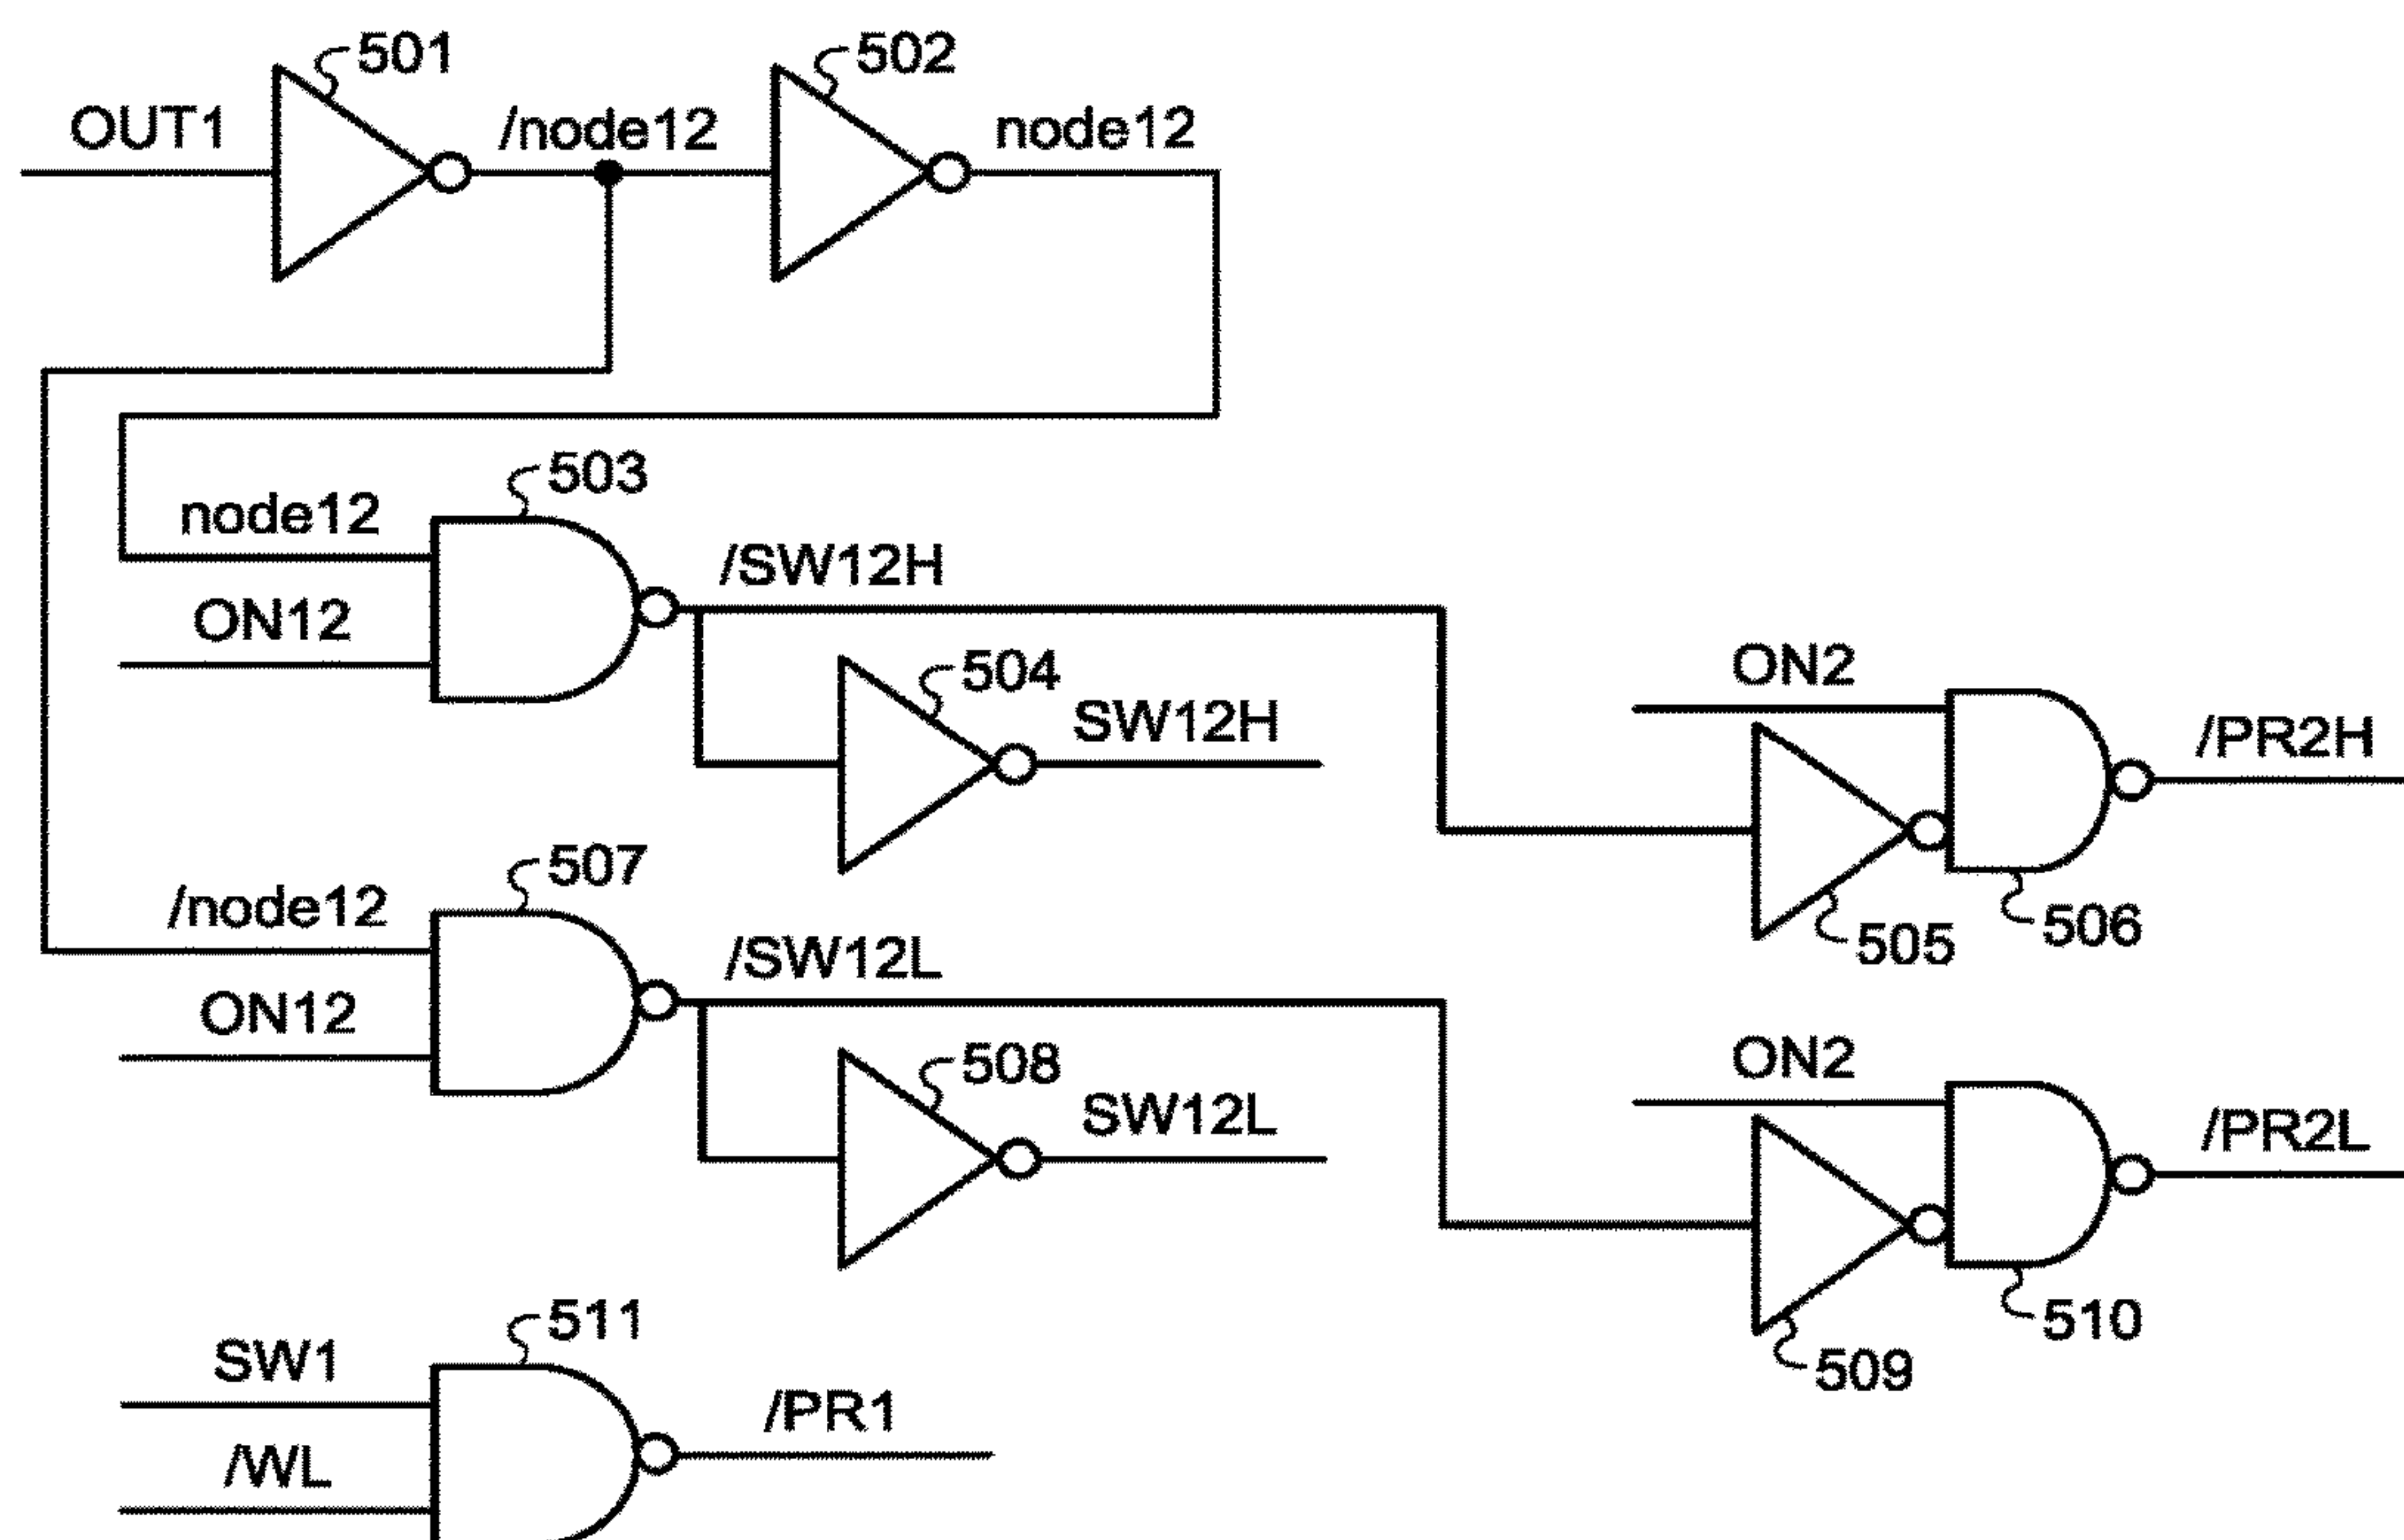 501
502
OUT1
/node12
node12
503
node12
/SW12H
ON12
504
SW12H
ON2
/PR2H
505
506
507
/node12
/SW12L
ON12
508
SW12L
ON2
/PR2L
509
510
511
SW1
/PR1
/WL